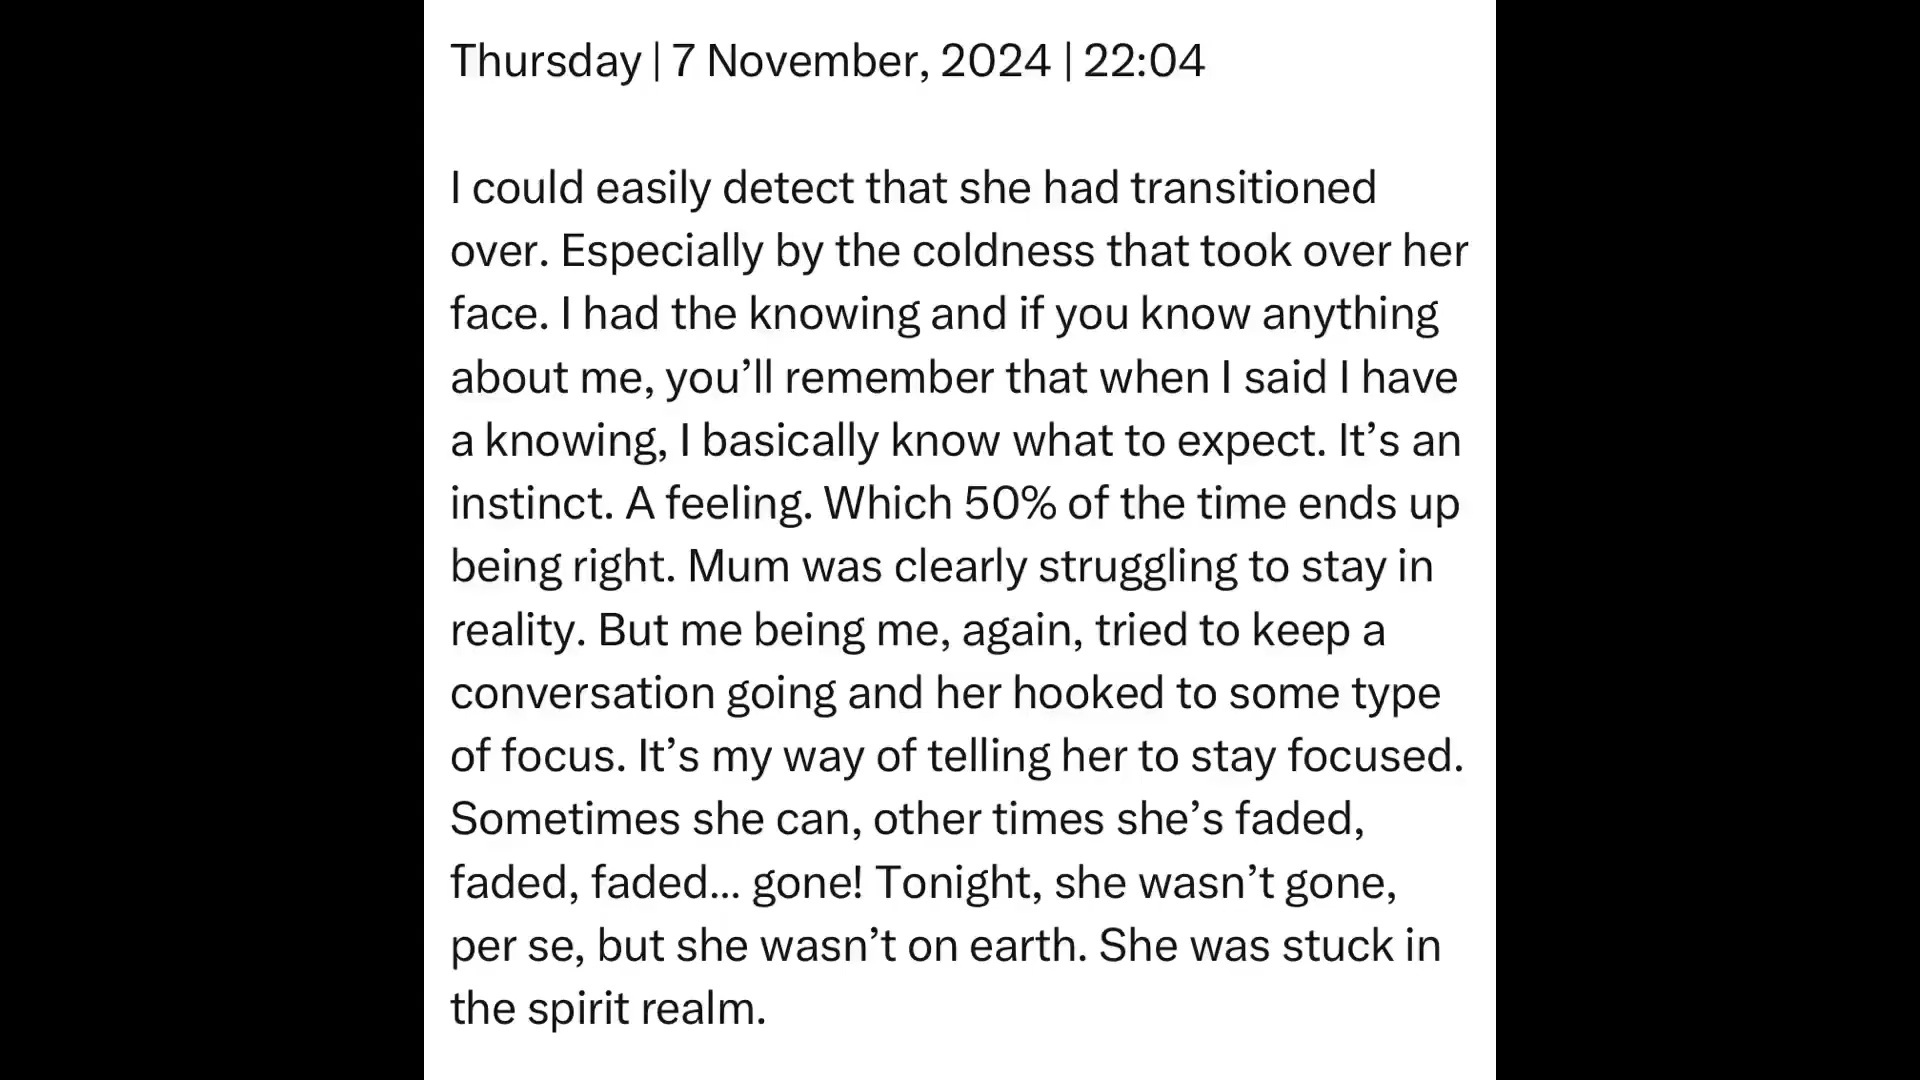 Thursday | 7 November, 2024 | 22:04
I could easily detect that she had transitioned
over. Especially by the coldness that took over her
face. I had the knowing and if you know anything
about me, you’ll remember that when I said I have
a knowing, I basically know what to expect. It’s an
instinct. A feeling. Which 50% of the time ends up
being right. Mum was clearly struggling to stay in
reality. But me being me, again, tried to keep a
conversation going and her hooked to some type
of focus. It’s my way of telling her to stay focused.
Sometimes she can, other times she’s faded,
faded, faded... gone! Tonight, she wasn’t gone,
per se, but she wasn’t on earth. She was stuck in
the spirit realm.